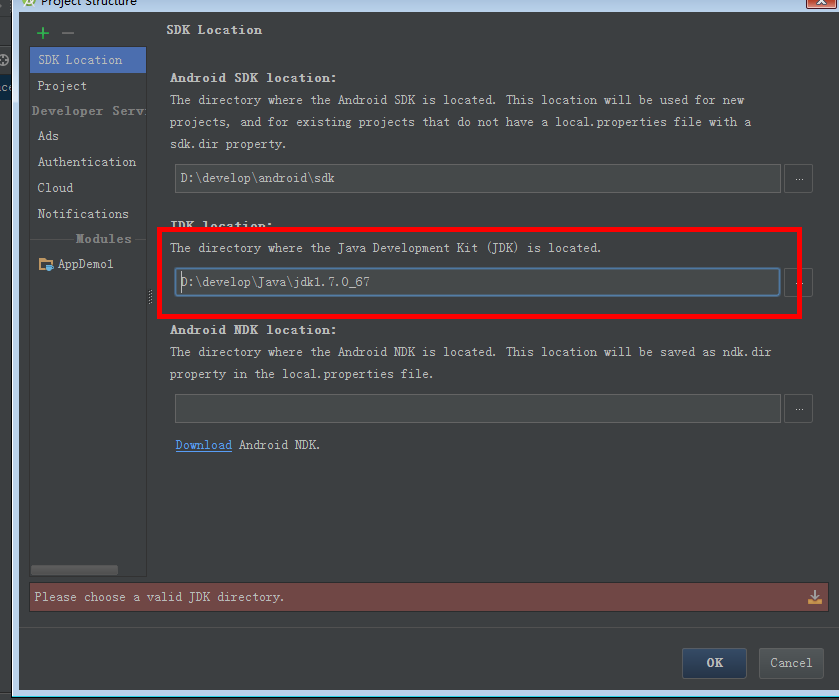 Project Structure
SDK Location
SDK Location
Project
Developer Serv
Ads
Authentication
Cloud
Notifications
Modules
AppDemo1
Android SDK location:
The directory where the Android SDK is located. This location will be used for new
projects, and for existing projects that do not have a local.properties file with a
sdk.dir property.
D:\develop\android\sdk
...
JDK location:
The directory where the Java Development Kit (JDK) is located.
D:\develop\Java\jdk1.7.0_67
Android NDK location:
The directory where the Android NDK is located. This location will be saved as ndk.dir
property in the local.properties file.
...
Download Android NDK.
Please choose a valid JDK directory.
OK
Cancel